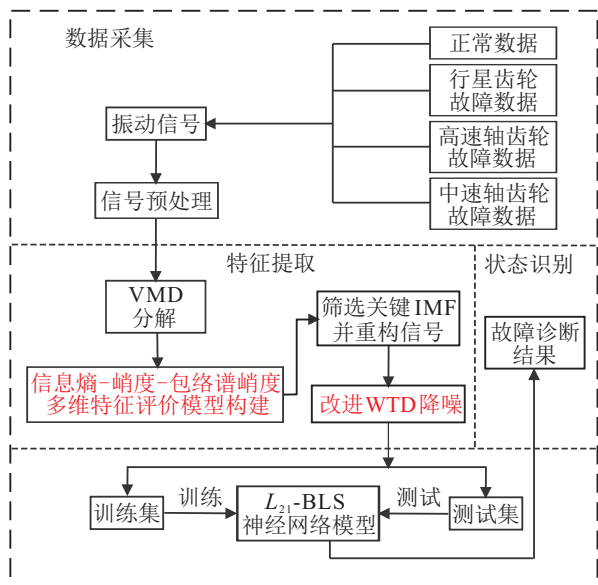 数据采集
正常数据
行星齿轮
故障数据
振动信号
高速轴齿轮
故障数据
信号预处理
中速轴齿轮
故障数据
特征提取
状态识别
VMD
分解
筛选关键IMF
并重构信号
故障诊断
结果
信息熵-峭度-包络谱峭度
多维特征评价模型构建
改进WTD降噪
训练集
训练
L21-BLS
神经网络模型
测试
测试集